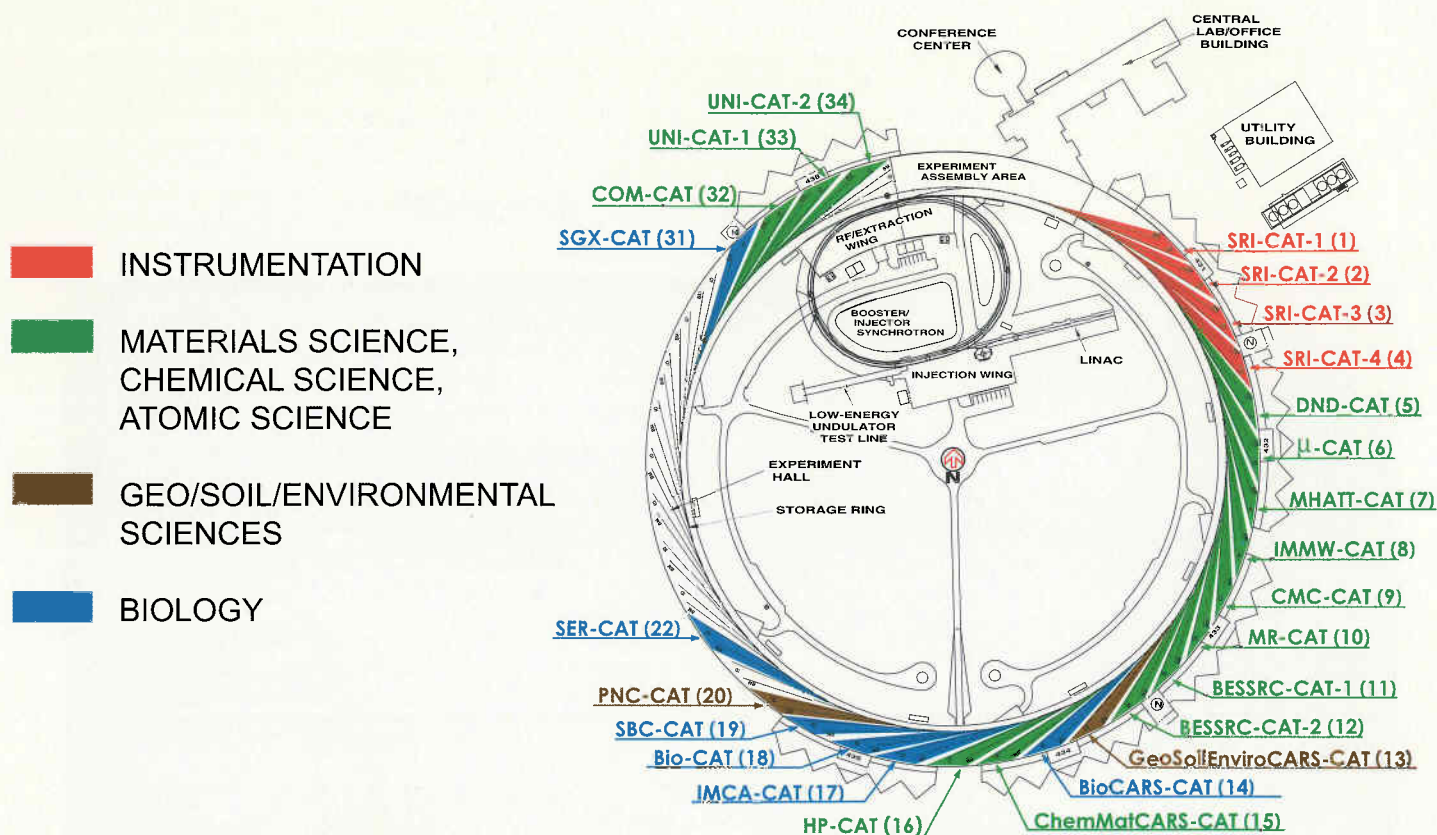 INSTRUMENTATION
MATERIALS SCIENCE,
CHEMICAL SCIENCE,
ATOMIC SCIENCE
GEO/SOIL/ENVIRONMENTAL
SCIENCES
BIOLOGY
CONFERENCE
CENTER
CENTRAL
LAB/OFFICE
BUILDING
UTILITY
BUILDING
EXPERIMENT
ASSEMBLY AREA
RF/EXTRACTION
WING
BOOSTER/
INJECTOR
SYNCHROTRON
LINAC
INJECTION WING
LOW-ENERGY
UNDULATOR
TEST LINE
EXPERIMENT
HALL
STORAGE RING
N
UNI-CAT-2 (34)
UNI-CAT-1 (33)
COM-CAT (32)
SGX-CAT (31)
SRI-CAT-1 (1)
SRI-CAT-2 (2)
SRI-CAT-3 (3)
SRI-CAT-4 (4)
DND-CAT (5)
μ-CAT (6)
MHATT-CAT (7)
IMMW-CAT (8)
CMC-CAT (9)
MR-CAT (10)
BESSRC-CAT-1 (11)
BESSRC-CAT-2 (12)
GeoSoilEnviroCARS-CAT (13)
BioCARS-CAT (14)
ChemMatCARS-CAT (15)
HP-CAT (16)
IMCA-CAT (17)
Bio-CAT (18)
SBC-CAT (19)
PNC-CAT (20)
SER-CAT (22)
431
432
433
434
435
436